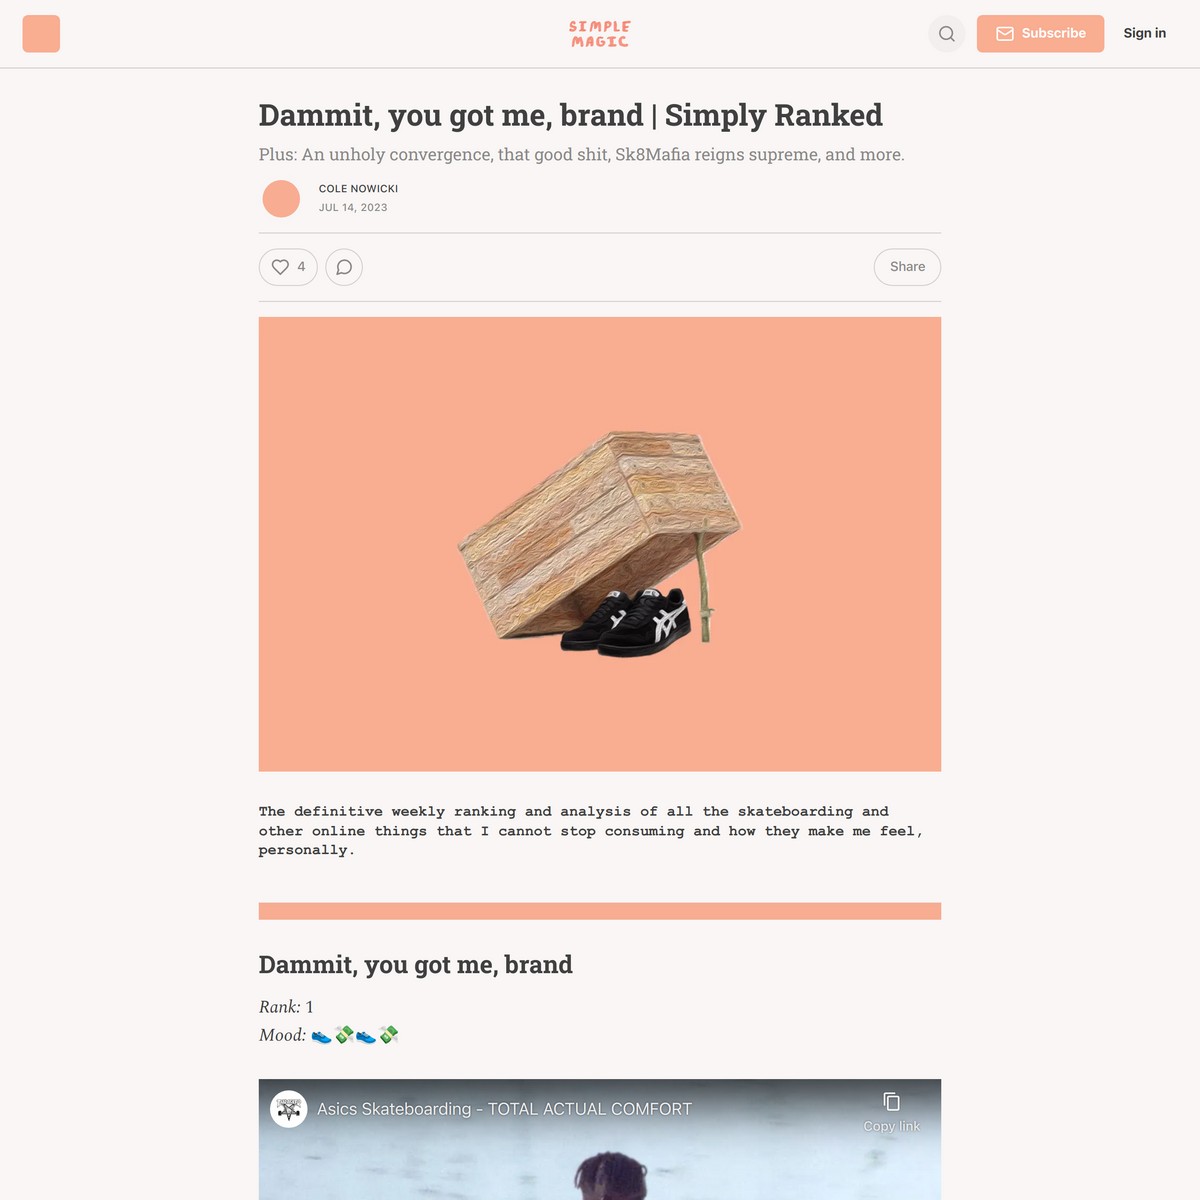 SIMPLE
MAGIC
Subscribe
Sign in
Dammit, you got me, brand | Simply Ranked
Plus: An unholy convergence, that good shit, Sk8Mafia reigns supreme, and more.
COLE NOWICKI
JUL 14, 2023
4
Share
The definitive weekly ranking and analysis of all the skateboarding and
other online things that I cannot stop consuming and how they make me feel,
personally.
Dammit, you got me, brand
Rank: 1
Mood: 👟💸👟💸
Asics Skateboarding - TOTAL ACTUAL COMFORT
Copy link